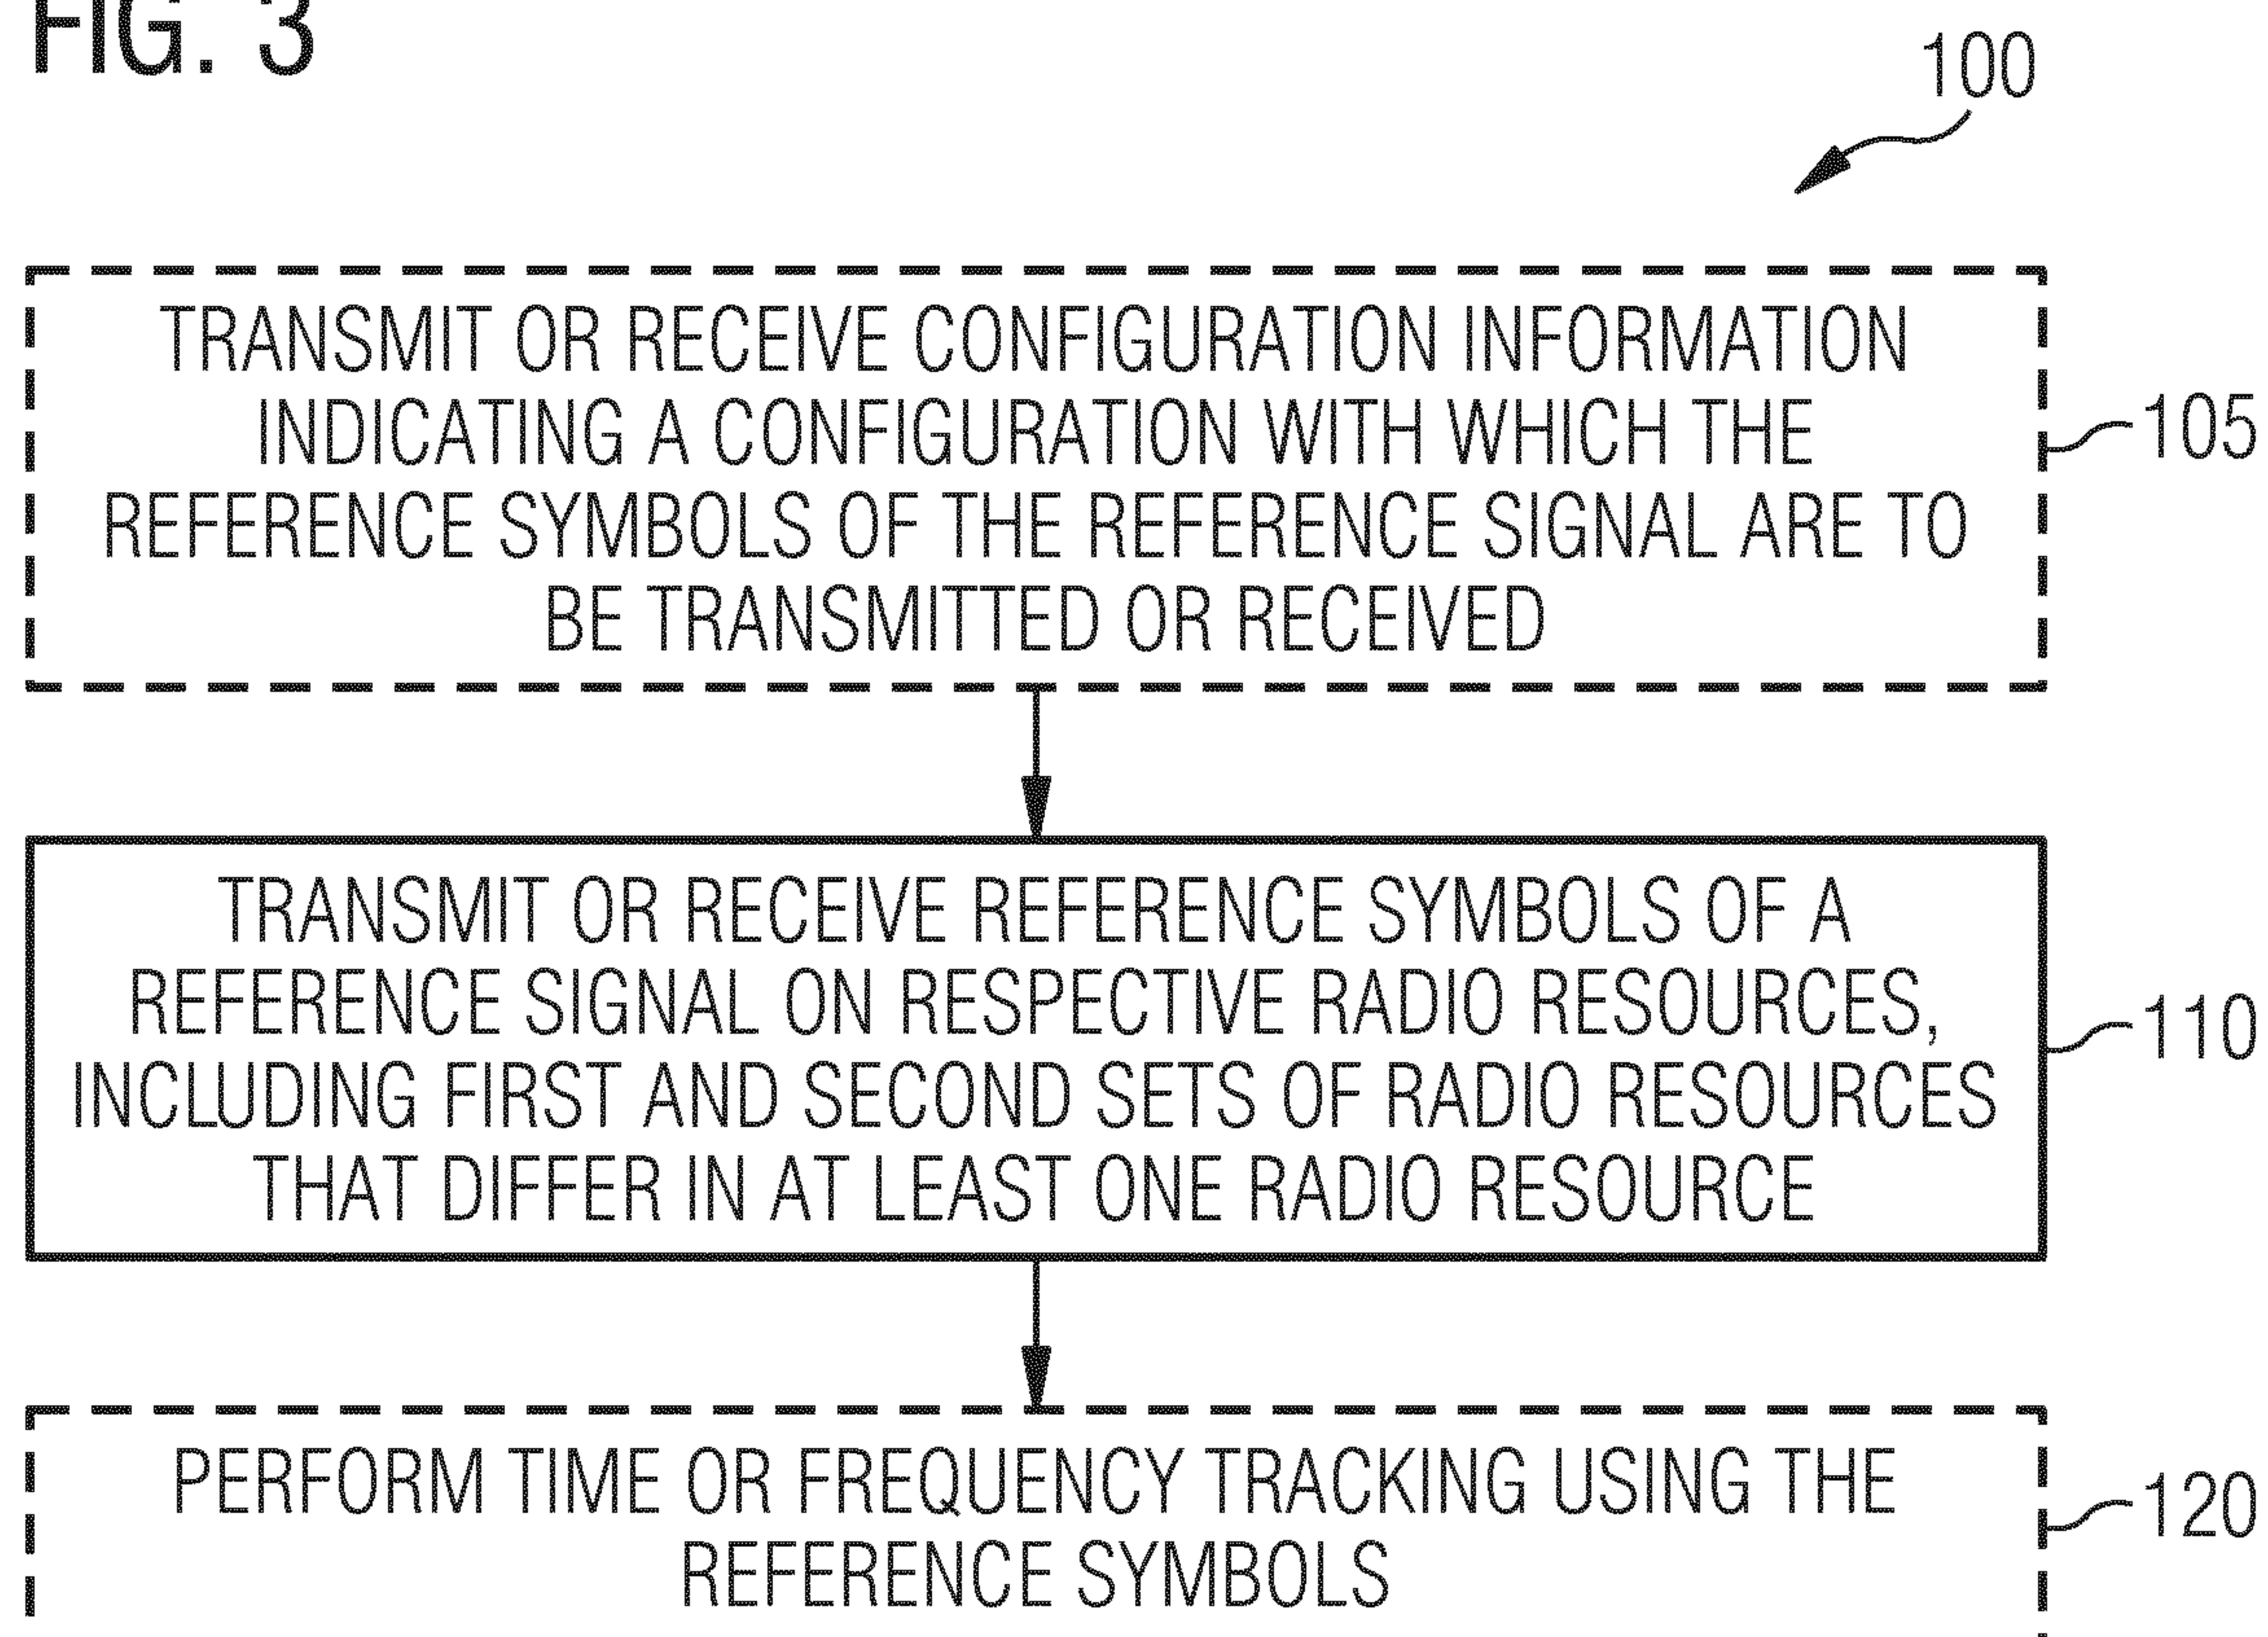 FIG. 3
100
TRANSMIT OR RECEIVE CONFIGURATION INFORMATION
INDICATING A CONFIGURATION WITH WHICH THE
REFERENCE SYMBOLS OF THE REFERENCE SIGNAL ARE TO
BE TRANSMITTED OR RECEIVED
105
TRANSMIT OR RECEIVE REFERENCE SYMBOLS OF A
REFERENCE SIGNAL ON RESPECTIVE RADIO RESOURCES,
INCLUDING FIRST AND SECOND SETS OF RADIO RESOURCES
THAT DIFFER IN AT LEAST ONE RADIO RESOURCE
110
PERFORM TIME OR FREQUENCY TRACKING USING THE
REFERENCE SYMBOLS
120